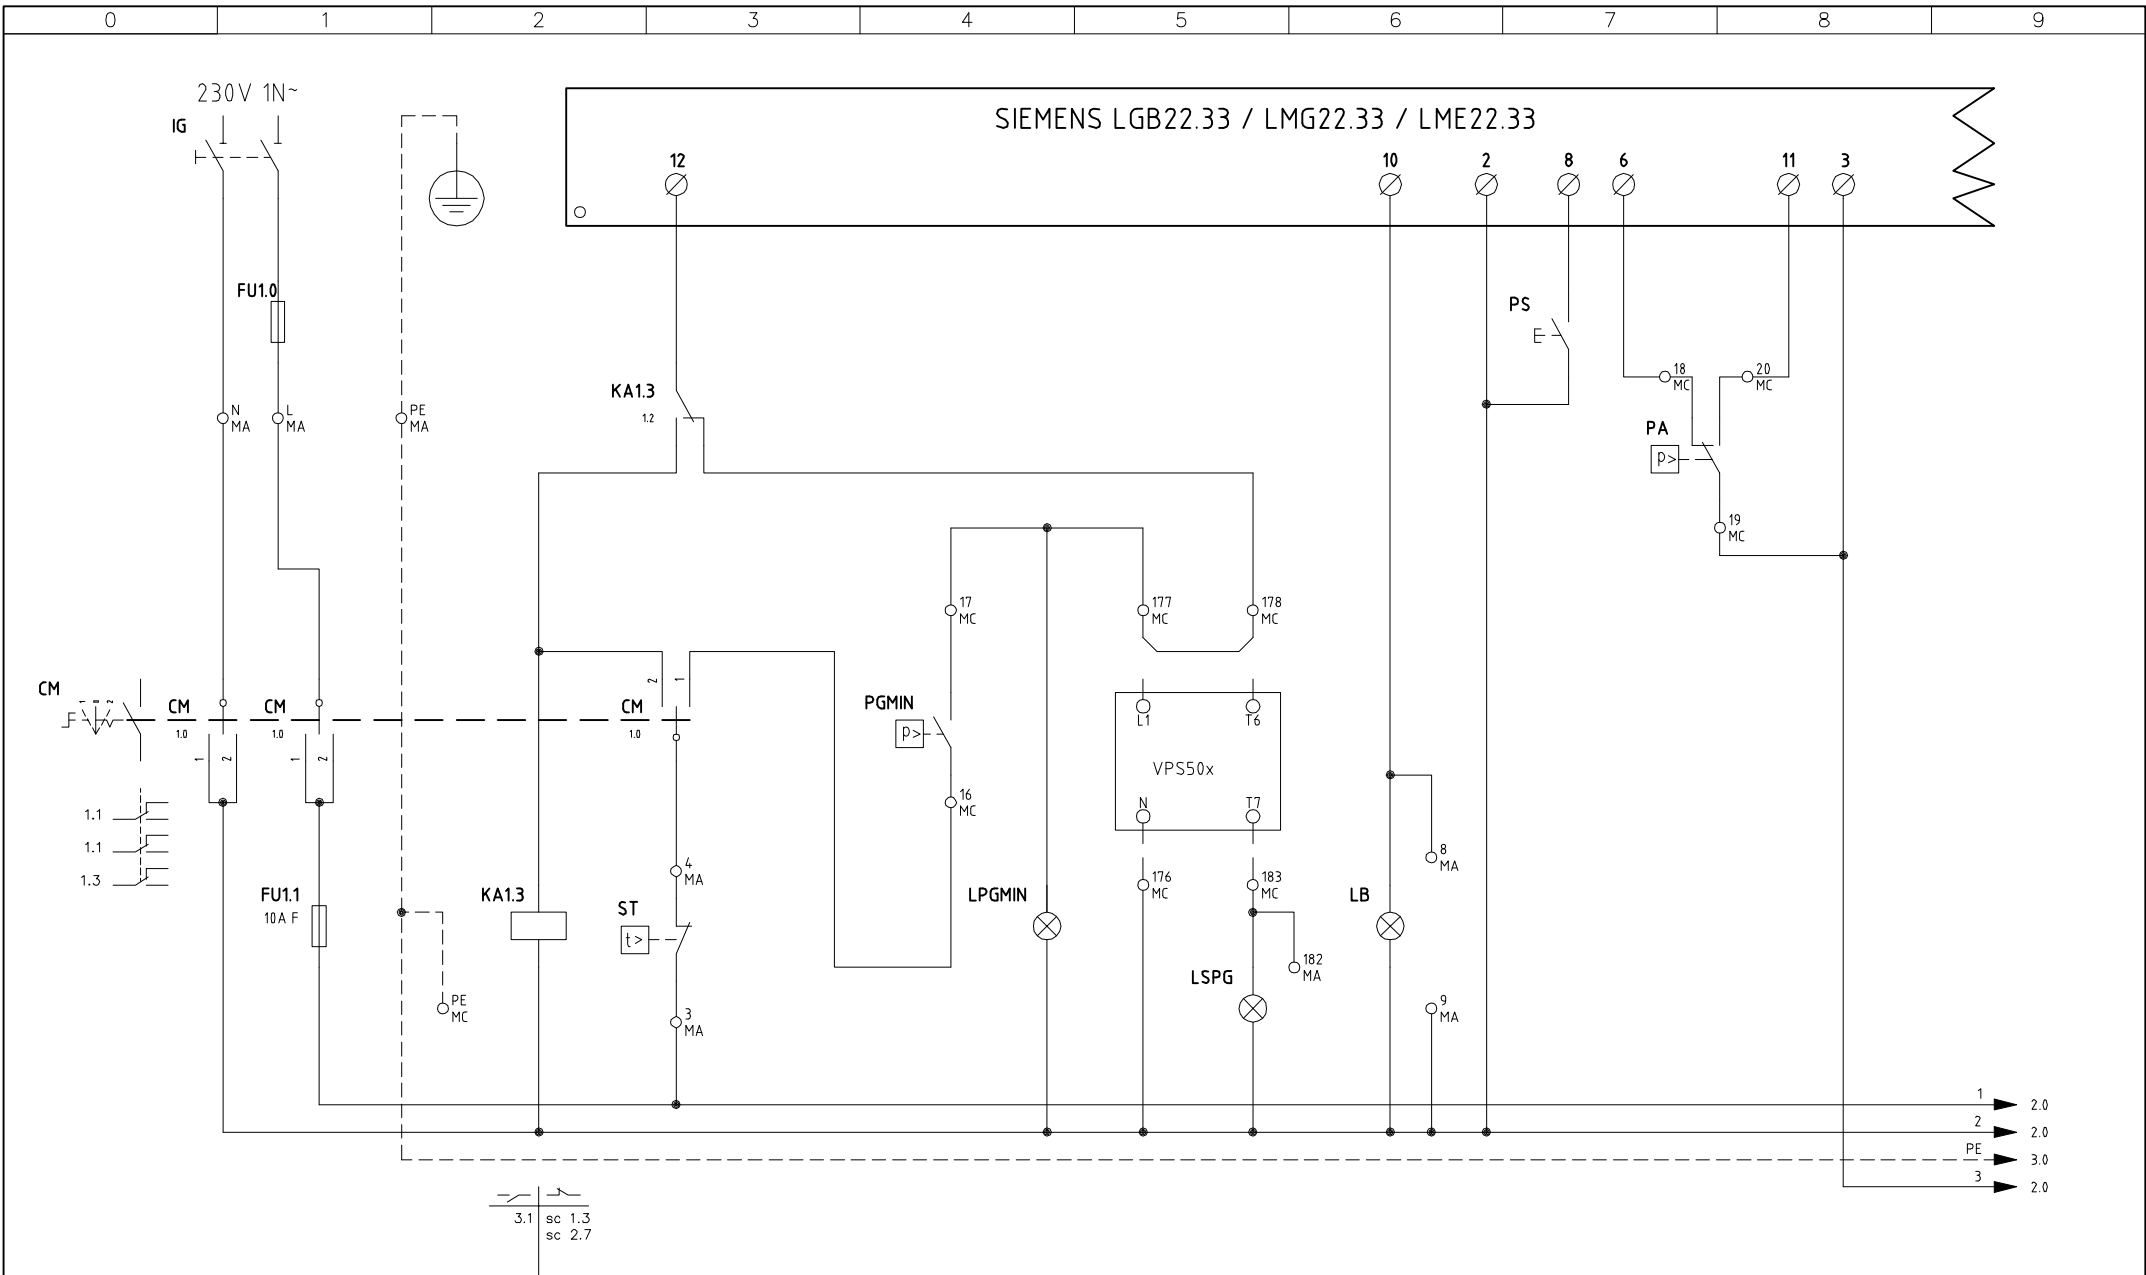 0 1 2 3 4 5 6 7 8 9
230V 1N~
IG
SIEMENS LGB22.33 / LMG22.33 / LME22.33
12 10 2 8 6 11 3
FU1.0
PS
KA1.3
1.2
18
MC
20
MC
N
MA
L
MA
PE
MA
PA
p>
19
MC
17
MC
177
MC
178
MC
CM
1 0 2
CM
1.0
1 2
CM
1.0
1 2
CM
1.0
2 1
PGMIN
p>
L1 T6
VPS50x
N T7
16
MC
1.1
1.1
1.3
8
MA
4
MA
176
MC
183
MC
FU1.1
10A F
KA1.3
ST
t>
LPGMIN
LB
182
MA
LSPG
PE
MC
3
MA
9
MA
1 2.0
2 2.0
PE 3.0
3 2.0
3.1 sc 1.3
sc 2.7